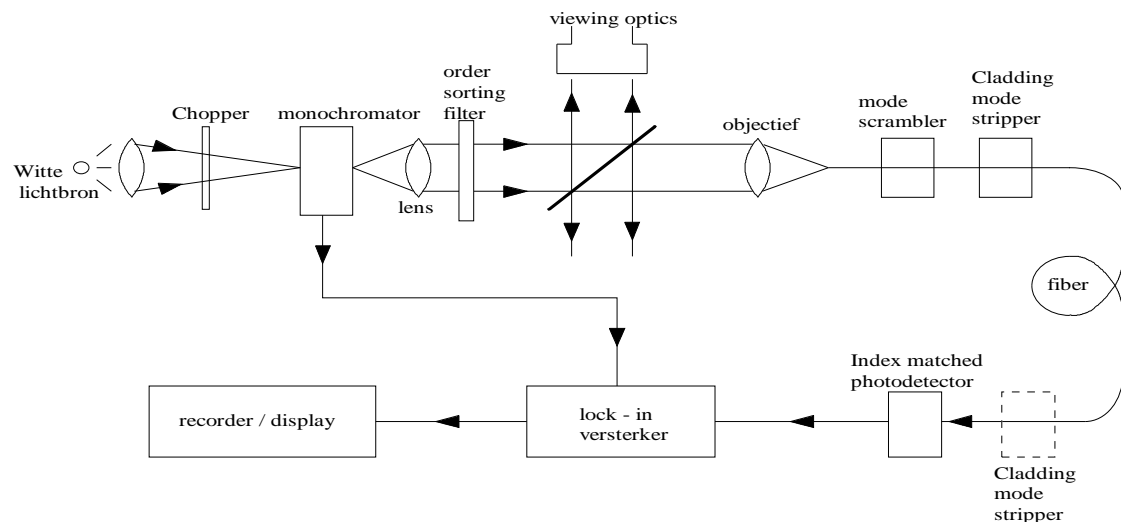 viewing optics
order
sorting
filter
Cladding
mode
stripper
mode
scrambler
Chopper
monochromator
objectief
Witte
lichtbron
lens
fiber
Index matched
photodetector
recorder / display
lock - in
versterker
Cladding
mode
stripper